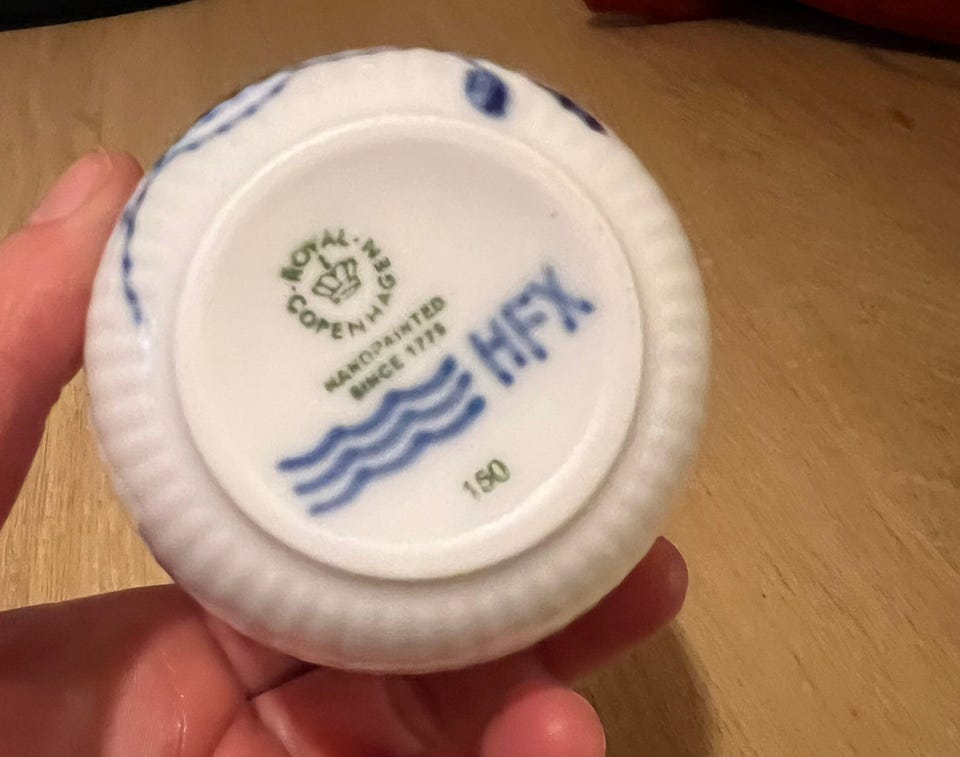 ROYAL · COPENHAGEN ·
HANDPAINTED
SINCE 1775
HFX
150